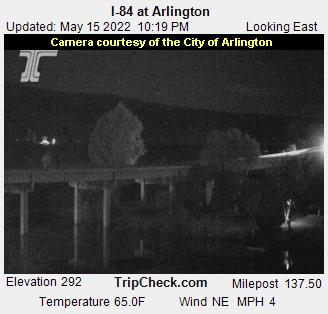 I-84 at Arlington
Updated: May 15 2022 10:19 PM Looking East
Camera courtesy of the City of Arlington
Elevation 292 TripCheck.com Milepost 137.50
Temperature 65.0F Wind NE MPH 4